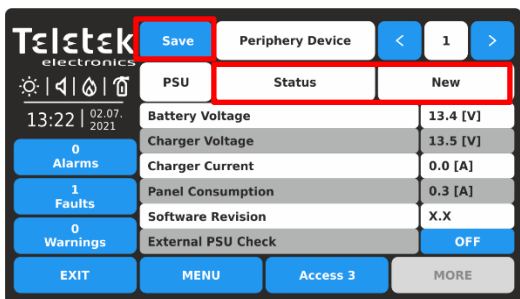 Teletek
electronics
Save
Periphery Device
<
1
>
PSU
Status
New
13:22
02.07.
2021
Battery Voltage
13.4 [V]
Charger Voltage
13.5 [V]
0
Alarms
Charger Current
0.0 [A]
1
Faults
Panel Consumption
0.3 [A]
Software Revision
X.X
0
Warnings
External PSU Check
OFF
EXIT
MENU
Access 3
MORE